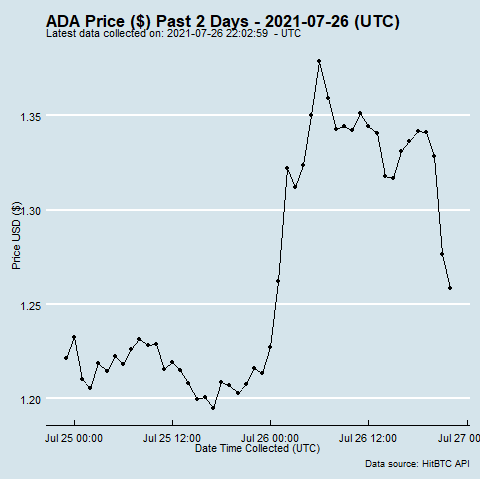 ADA Price ($) Past 2 Days - 2021-07-26 (UTC)
Latest data collected on: 2021-07-26 22:02:59 - UTC
1.35
1.30
1.25
1.20
Price USD ($)
Jul 25 00:00
Jul 25 12:00
Jul 26 00:00
Jul 26 12:00
Jul 27 0
Date Time Collected (UTC)
Data source: HitBTC API